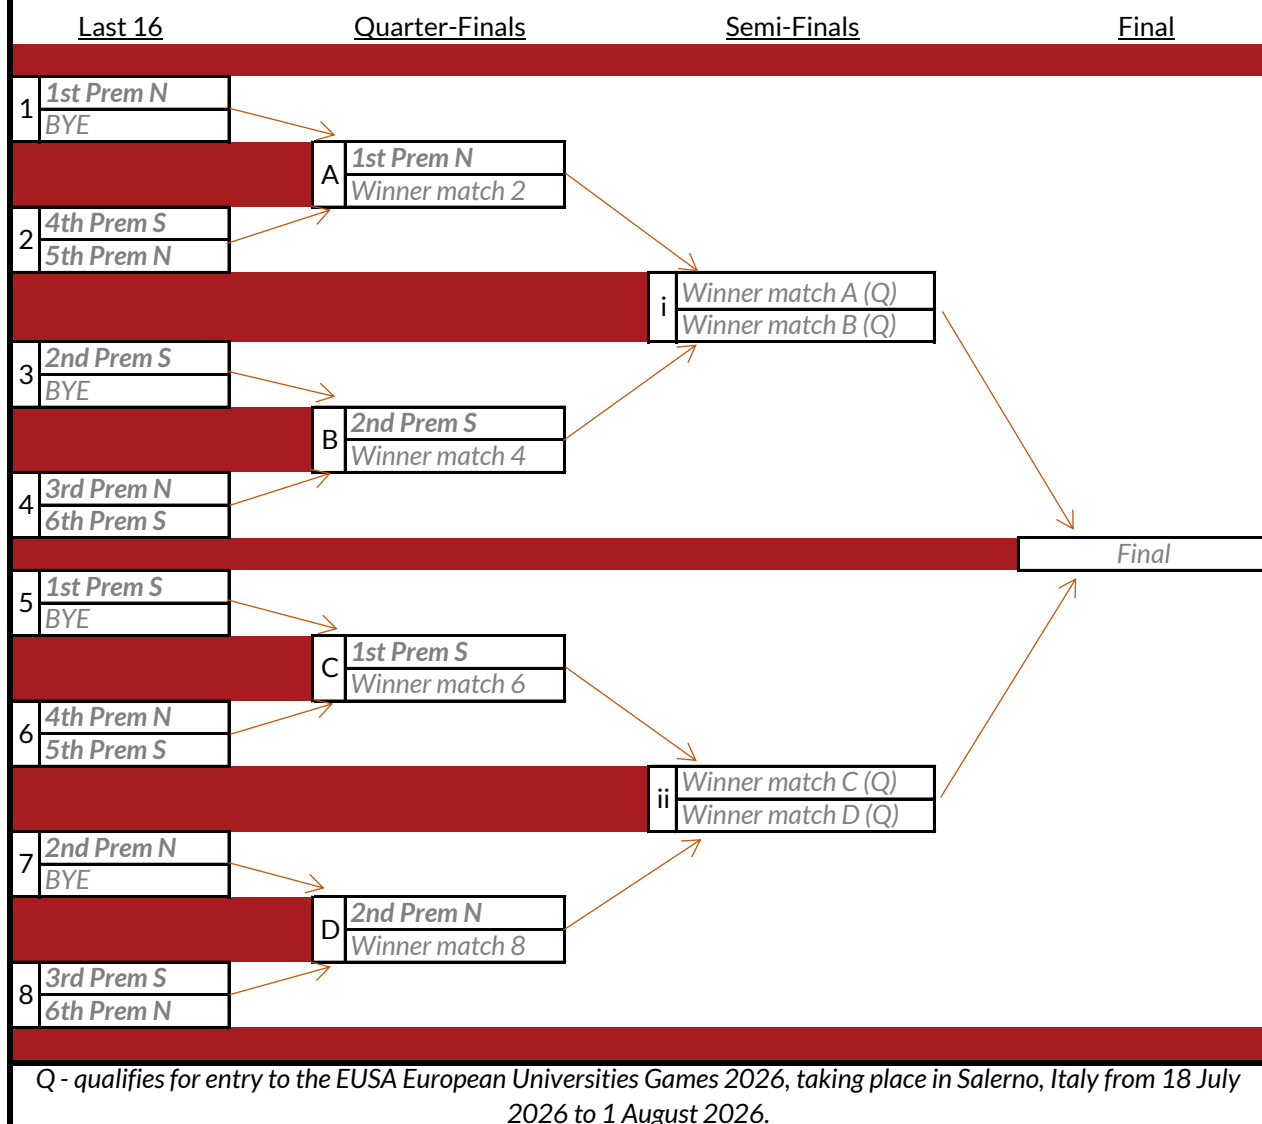 Last 16
Quarter-Finals
Semi-Finals
Final
1
1st Prem N
BYE
A
1st Prem N
Winner match 2
2
4th Prem S
5th Prem N
i
Winner match A (Q)
Winner match B (Q)
3
2nd Prem S
BYE
B
2nd Prem S
Winner match 4
4
3rd Prem N
6th Prem S
Final
5
1st Prem S
BYE
C
1st Prem S
Winner match 6
6
4th Prem N
5th Prem S
ii
Winner match C (Q)
Winner match D (Q)
7
2nd Prem N
BYE
D
2nd Prem N
Winner match 8
8
3rd Prem S
6th Prem N
Q - qualifies for entry to the EUSA European Universities Games 2026, taking place in Salerno, Italy from 18 July
2026 to 1 August 2026.